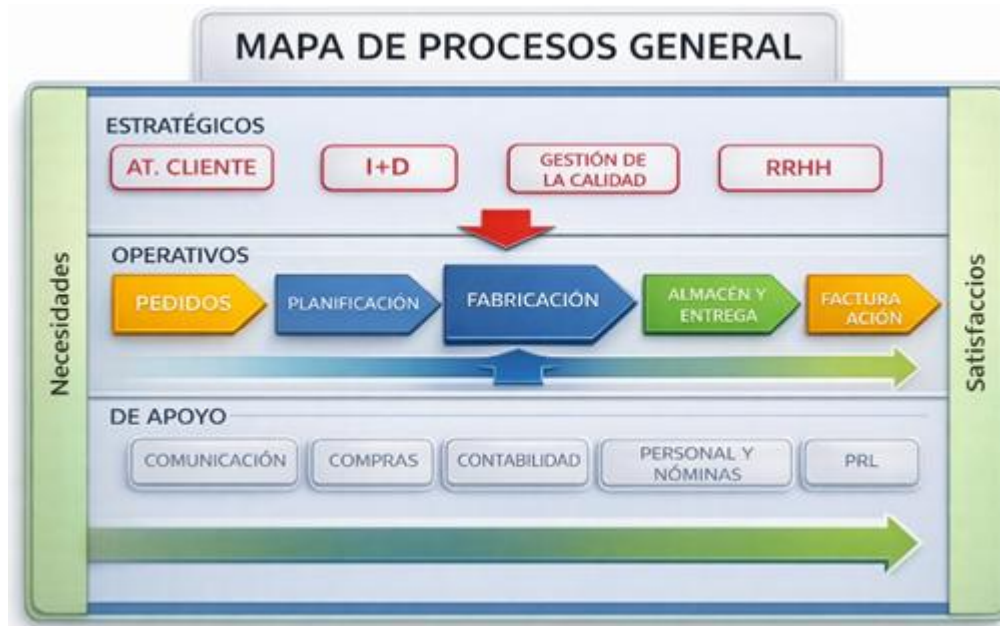 MAPA DE PROCESOS GENERAL
Necesidades
ESTRATÉGICOS
AT. CLIENTE
I+D
GESTIÓN DE
LA CALIDAD
RRHH
OPERATIVOS
PEDIDOS
PLANIFICACIÓN
FABRICACIÓN
ALMACÉN Y
ENTREGA
FACTURA
ACIÓN
DE APOYO
COMUNICACIÓN
COMPRAS
CONTABILIDAD
PERSONAL Y
NÓMINAS
PRL
Satisfaccios